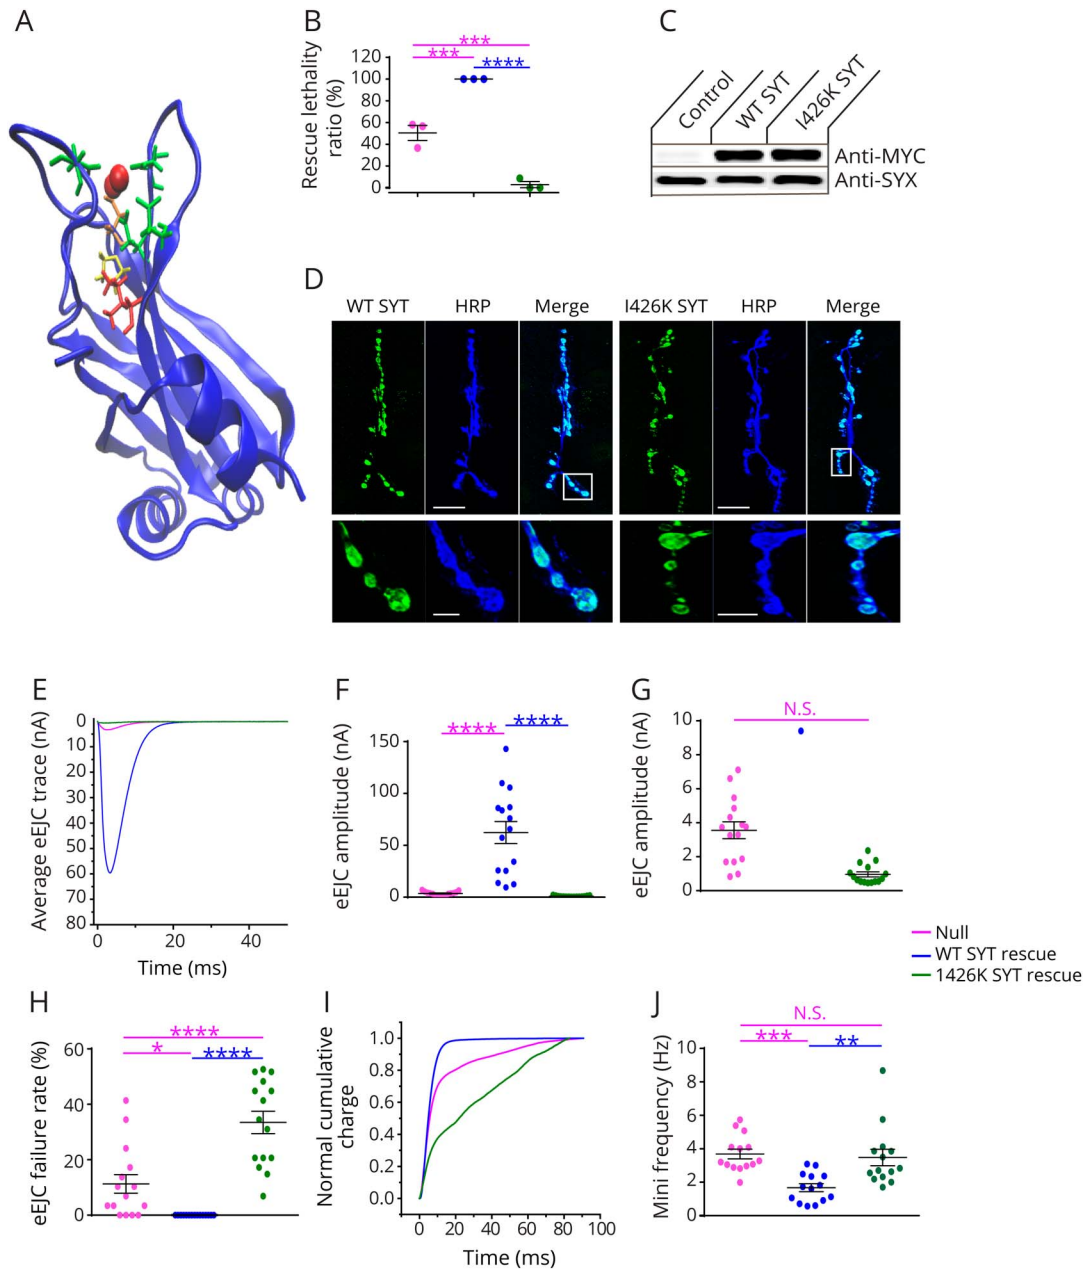 A
B
Rescue lethality
ratio (%)
120
100
80
60
40
20
0
***
***
****
C
Control
WT SYT
I426K SYT
Anti-MYC
Anti-SYX
D
WT SYT HRP Merge I426K SYT HRP Merge
E
Average eEJC trace (nA)
0
10
20
30
40
50
60
70
80
0 20 40
Time (ms)
F
eEJC amplitude (nA)
150
100
50
0
**** ****
G
eEJC amplitude (nA)
10
8
6
4
2
0
N.S.
Null
WT SYT rescue
1426K SYT rescue
H
eEJC failure rate (%)
60
40
20
0
****
* ****
I
Normal cumulative
charge
1.0
0.8
0.6
0.4
0.2
0.0
0 20 40 60 80 100
Time (ms)
J
Mini frequency (Hz)
10
8
6
4
2
0
N.S.
*** **